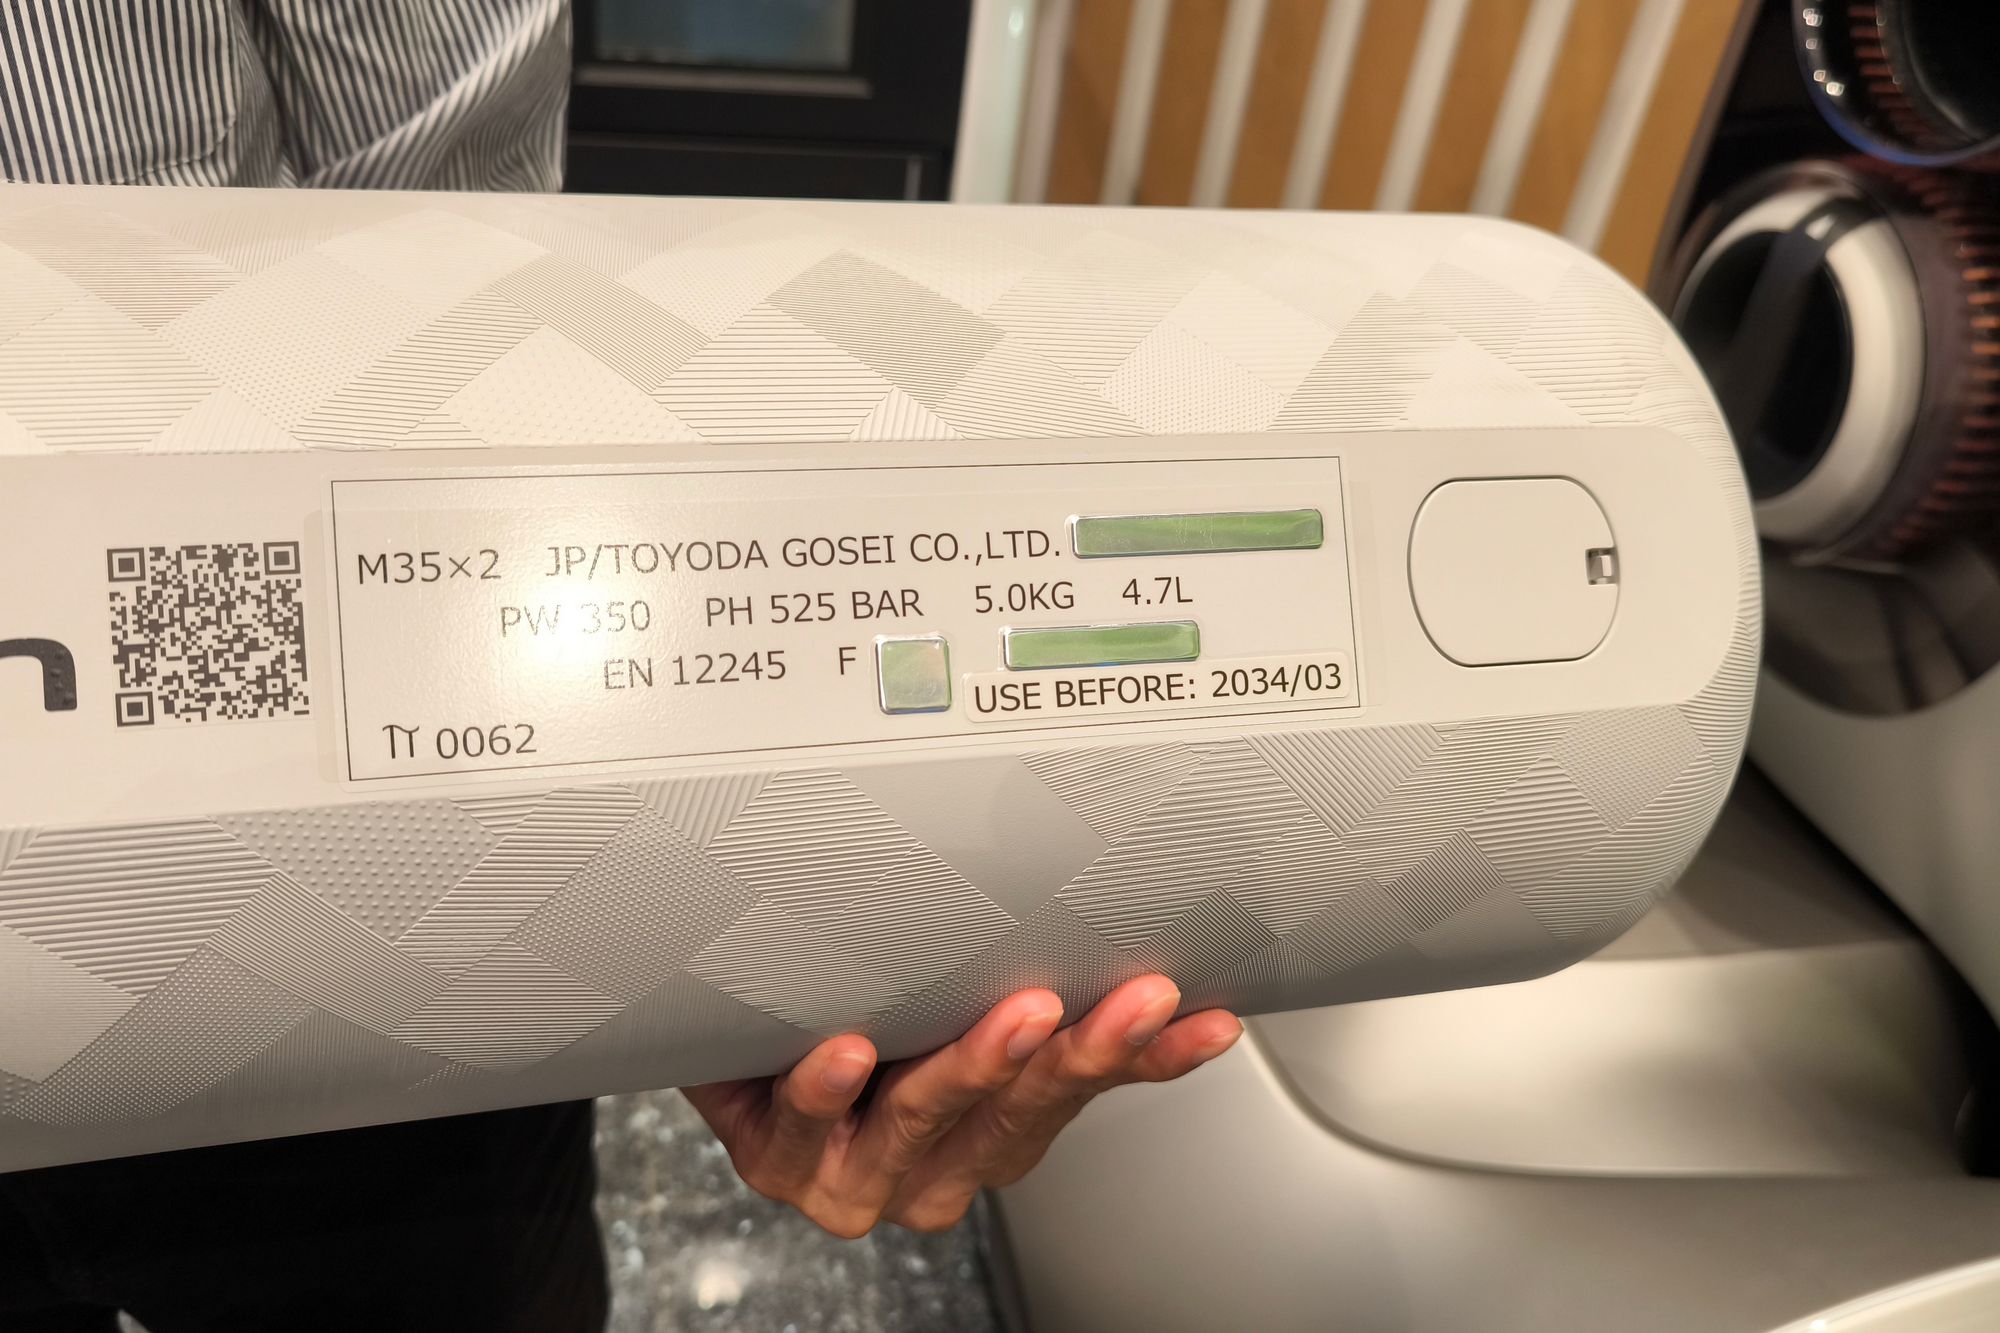 M35×2 JP/TOYODA GOSEI CO.,LTD.
PW 350 PH 525 BAR 5.0KG 4.7L
EN 12245 F
USE BEFORE: 2034/03
π 0062
n